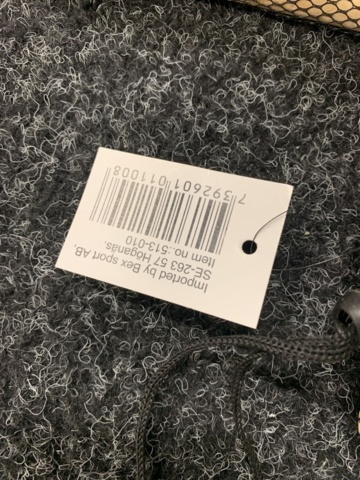 Imported by Bex sport AB,
SE-263 57 Höganäs.
Item no.:513-010
7 392601 011008